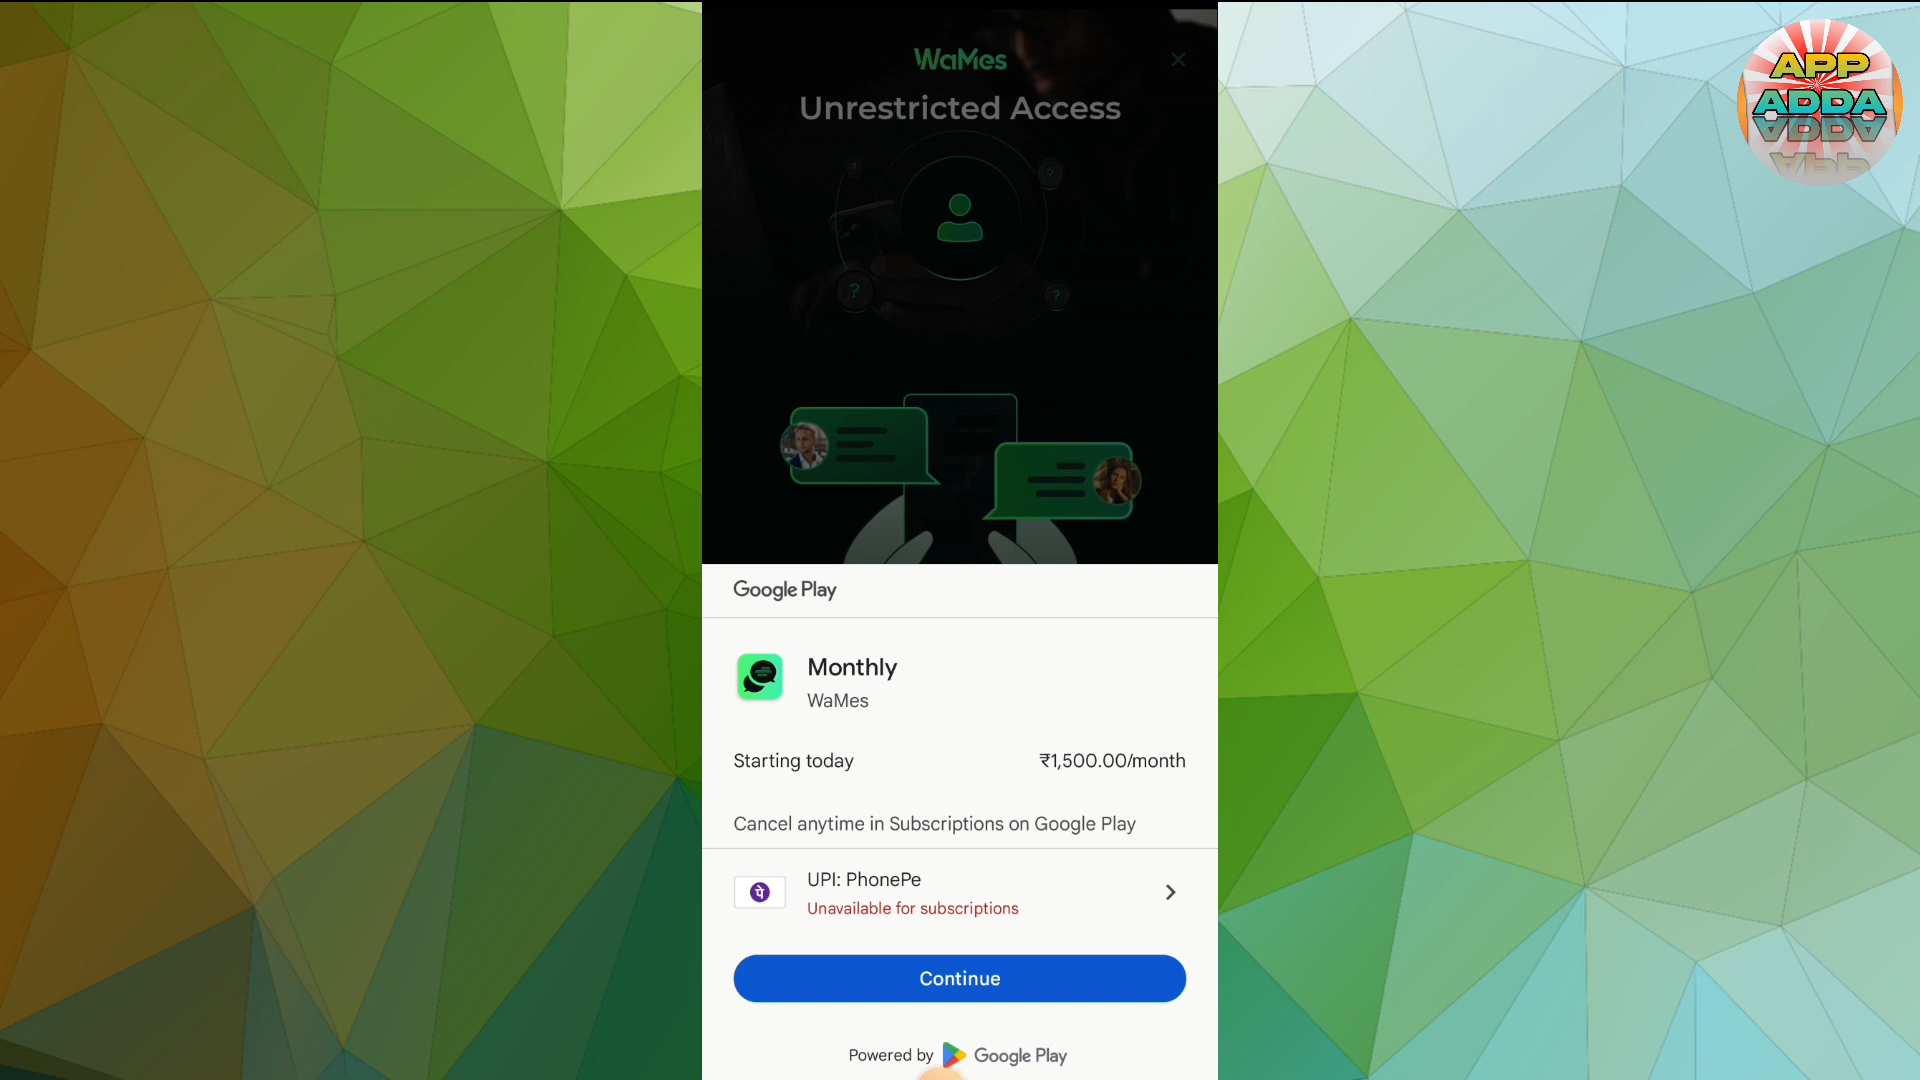 WaMes
Unrestricted Access
?
?
?
?
Google Play
Monthly
WaMes
Starting today
₹1,500.00/month
Cancel anytime in Subscriptions on Google Play
पे
UPI: PhonePe
Unavailable for subscriptions
Continue
Powered by Google Play
APP
ADDA